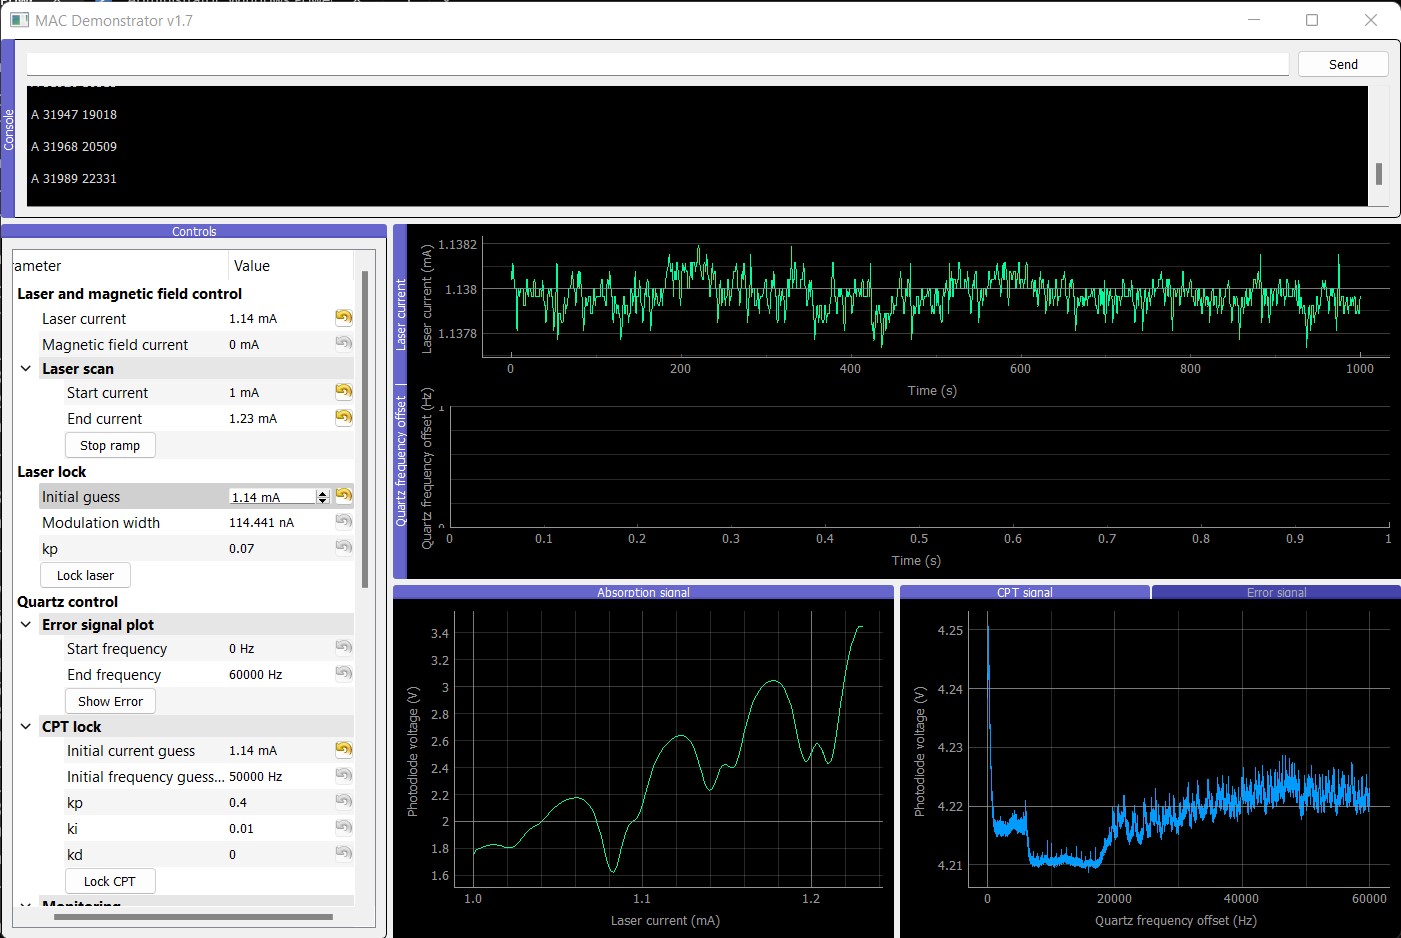 MAC Demonstrator v1.7
Console
Send
A 31947 19018
A 31968 20509
A 31989 22331
Controls
ameter Value
Laser and magnetic field control
Laser current 1.14 mA
Magnetic field current 0 mA
Laser scan
Start current 1 mA
End current 1.23 mA
Stop ramp
Laser lock
Initial guess 1.14 mA
Modulation width 114.441 nA
kp 0.07
Lock laser
Quartz control
Error signal plot
Start frequency 0 Hz
End frequency 60000 Hz
Show Error
CPT lock
Initial current guess 1.14 mA
Initial frequency guess... 50000 Hz
kp 0.4
ki 0.01
kd 0
Lock CPT
Monitoring
Laser current
Laser current (mA)
1.1382
1.138
1.1378
0 200 400 600 800 1000
Time (s)
Quartz frequency offset
Quartz frequency offset (Hz)
1
0
0 0.1 0.2 0.3 0.4 0.5 0.6 0.7 0.8 0.9 1
Time (s)
Absorption signal
Photodiode voltage (V)
3.4
3.2
3
2.8
2.6
2.4
2.2
2
1.8
1.6
1.0 1.1 1.2
Laser current (mA)
CPT signal Error signal
Photodiode voltage (V)
4.25
4.24
4.23
4.22
4.21
0 20000 40000 60000
Quartz frequency offset (Hz)